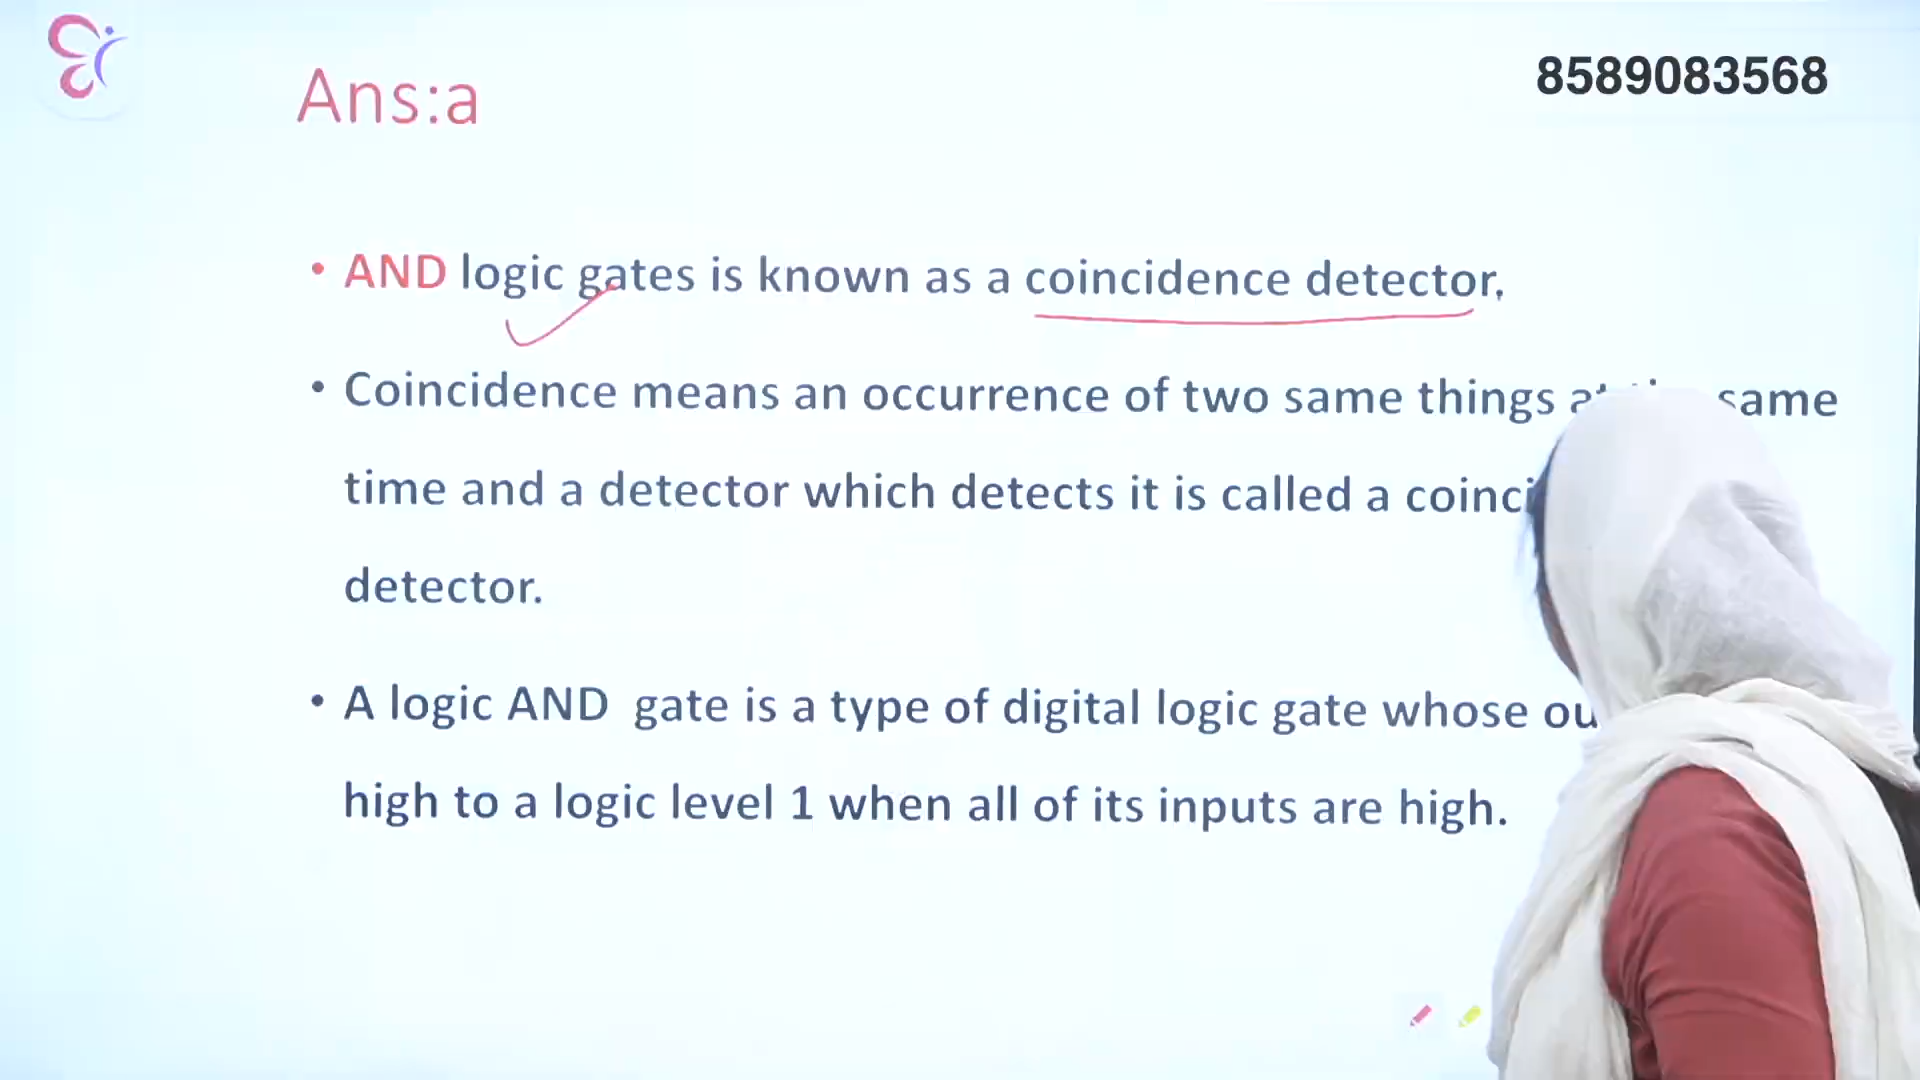 8589083568
Ans:a
• AND logic gates is known as a coincidence detector.
• Coincidence means an occurrence of two same things same
time and a detector which detects it is called a
detector.
• A logic AND gate is a type of digital logic gate whose
high to a logic level 1 when all of its inputs are high.